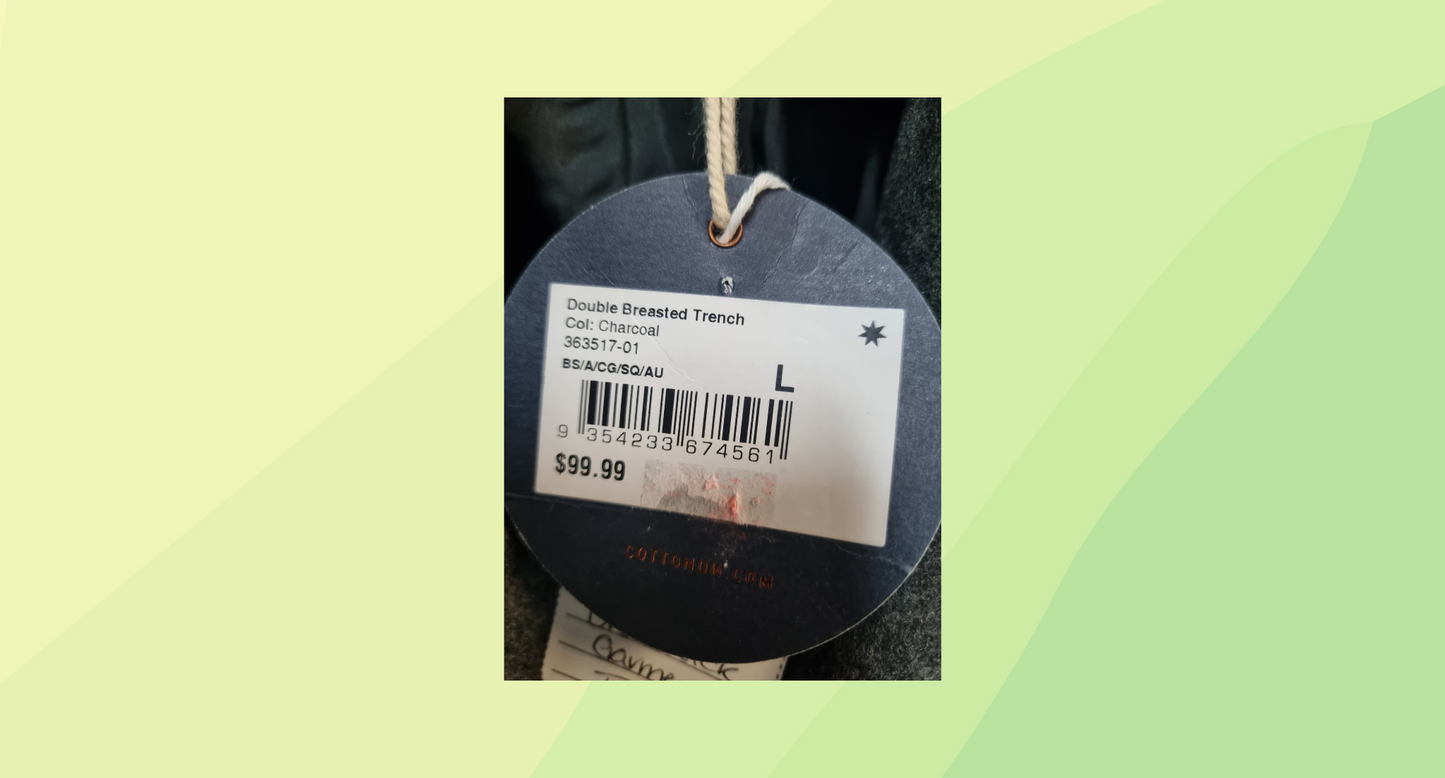 Double Breasted Trench
Col: Charcoal
363517-01
BS/A/CG/SQ/AU
L
9 354233 674561
$99.99
COTTONON.COM